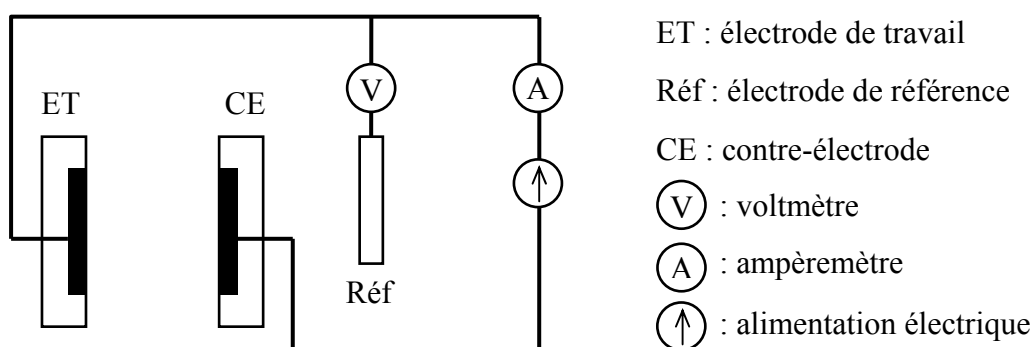 ET : électrode de travail
Réf : électrode de référence
CE : contre-électrode
V : voltmètre
A : ampèremètre
: alimentation électrique
ET
CE
V
A
Réf